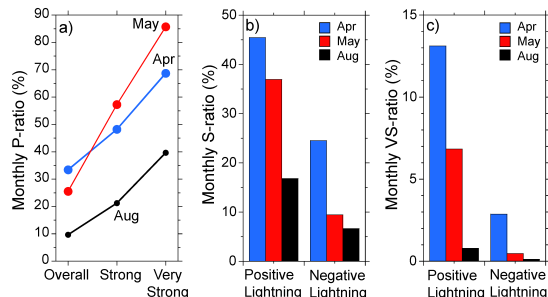 a)
Monthly P-ratio (%)
90
80
70
60
50
40
30
20
10
0
May
Apr
Aug
Overall Strong Very
Strong
b)
Monthly S-ratio (%)
50
40
30
20
10
0
Apr
May
Aug
Positive Negative
Lightning Lightning
c)
Monthly VS-ratio (%)
15
10
5
0
Apr
May
Aug
Positive Negative
Lightning Lightning